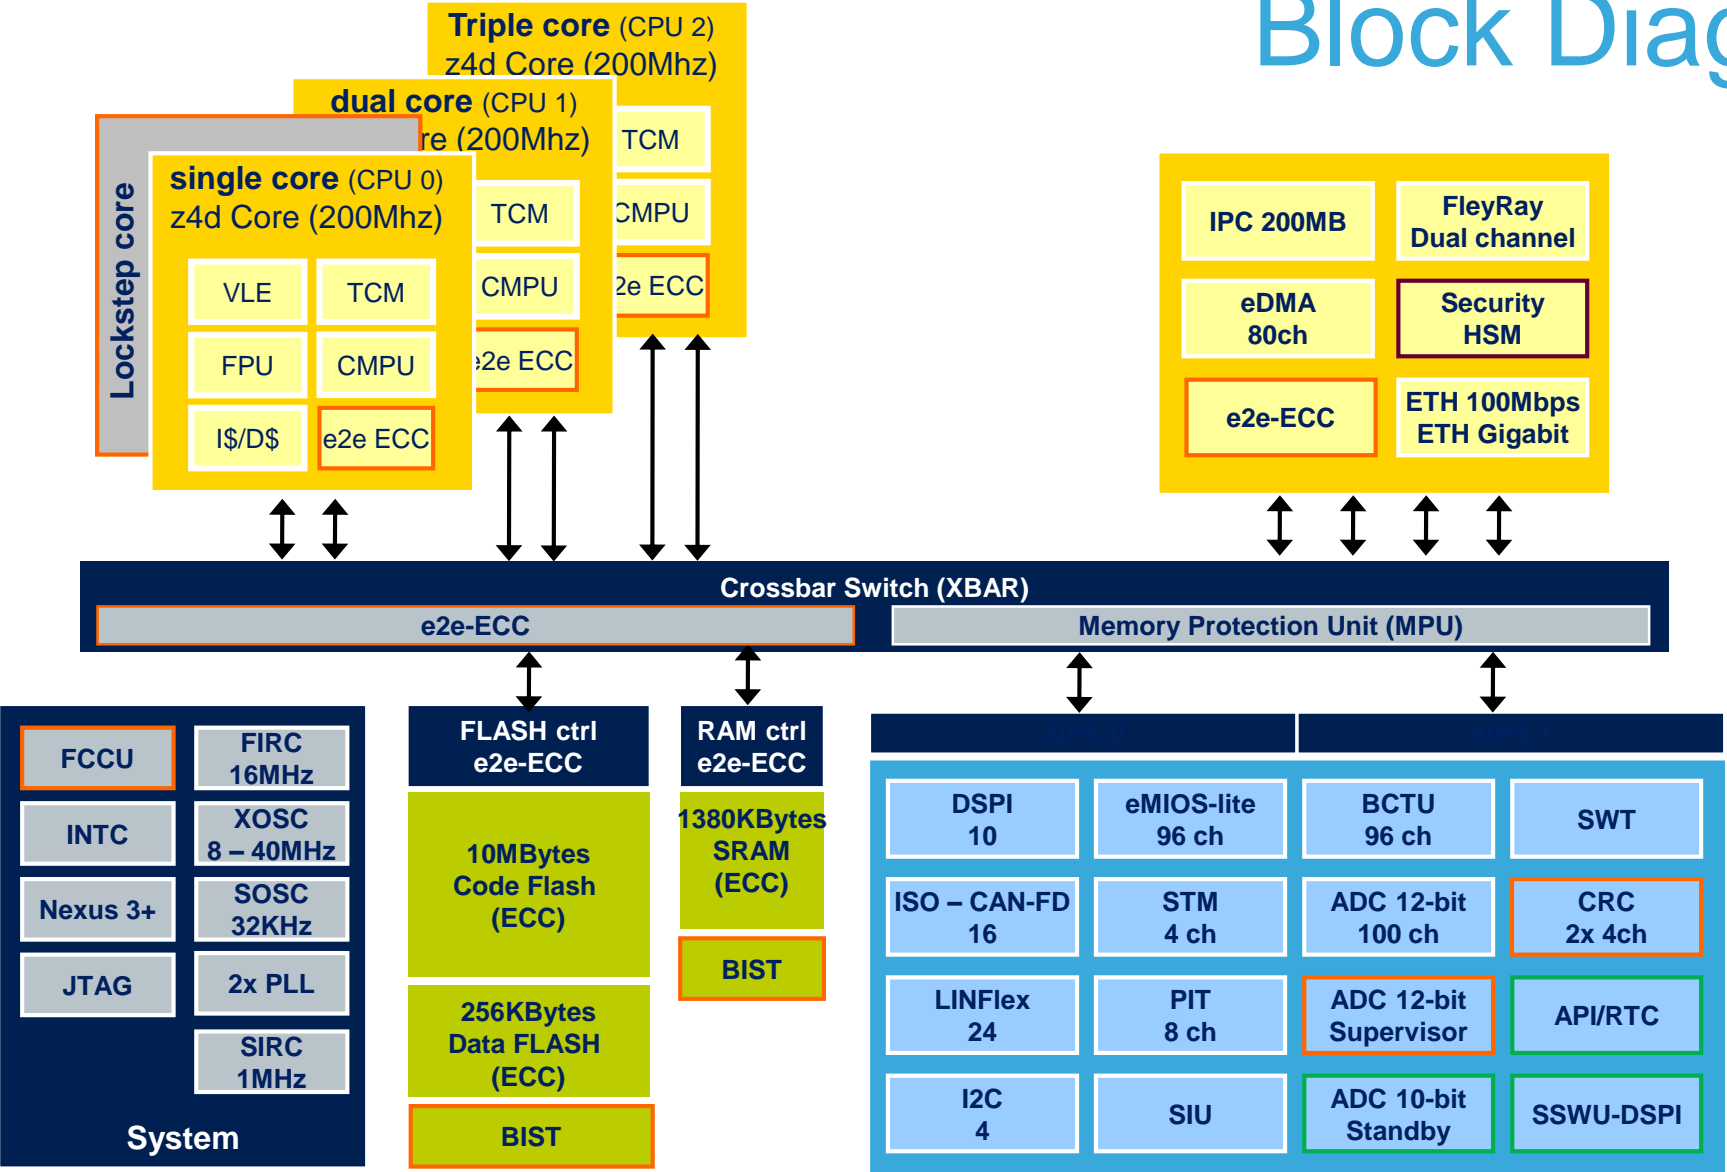 Block Diag
Triple core (CPU 2)
z4d Core (200Mhz)
TCM
CMPU
2e ECC
dual core (CPU 1)
re (200Mhz)
TCM
CMPU
e2e ECC
Lockstep core
single core (CPU 0)
z4d Core (200Mhz)
VLE
TCM
FPU
CMPU
I$/D$
e2e ECC
IPC 200MB
FleyRay
Dual channel
eDMA
80ch
Security
HSM
e2e-ECC
ETH 100Mbps
ETH Gigabit
Crossbar Switch (XBAR)
e2e-ECC
Memory Protection Unit (MPU)
FCCU
FIRC
16MHz
INTC
XOSC
8 – 40MHz
Nexus 3+
SOSC
32KHz
JTAG
2x PLL
SIRC
1MHz
System
FLASH ctrl
e2e-ECC
10MBytes
Code Flash
(ECC)
256KBytes
Data FLASH
(ECC)
BIST
RAM ctrl
e2e-ECC
1380KBytes
SRAM
(ECC)
BIST
AIPS 0
AIPS 1
DSPI
10
eMIOS-lite
96 ch
BCTU
96 ch
SWT
ISO – CAN-FD
16
STM
4 ch
ADC 12-bit
100 ch
CRC
2x 4ch
LINFlex
24
PIT
8 ch
ADC 12-bit
Supervisor
API/RTC
I2C
4
SIU
ADC 10-bit
Standby
SSWU-DSPI